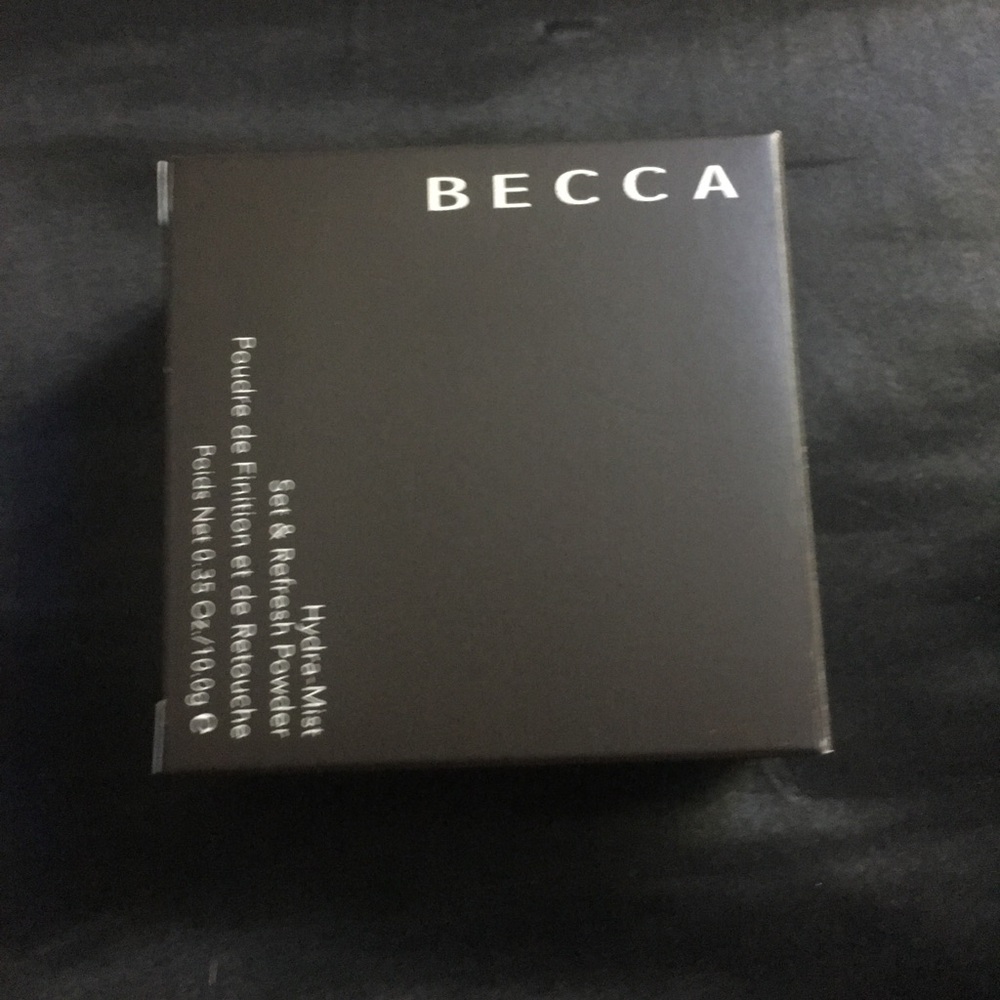 BECCA
Hydra-Mist
Set & Refresh Powder
Poudre de Finition et de Retouche
Poids Net 0.35 Oz./10.0g ℮